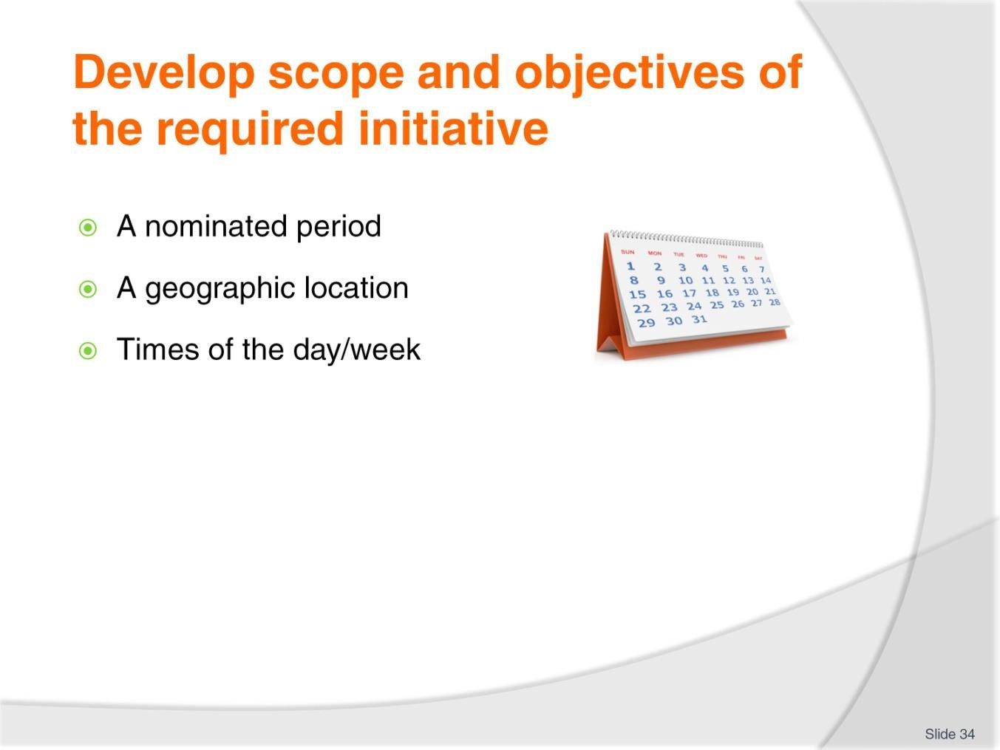 Develop scope and objectives of
the required initiative
A nominated period
A geographic location
Times of the day/week
SUN MON TUE WED THU FRI SAT
1 2 3 4 5 6 7
8 9 10 11 12 13 14
15 16 17 18 19 20 21
22 23 24 25 26 27 28
29 30 31
Slide 34